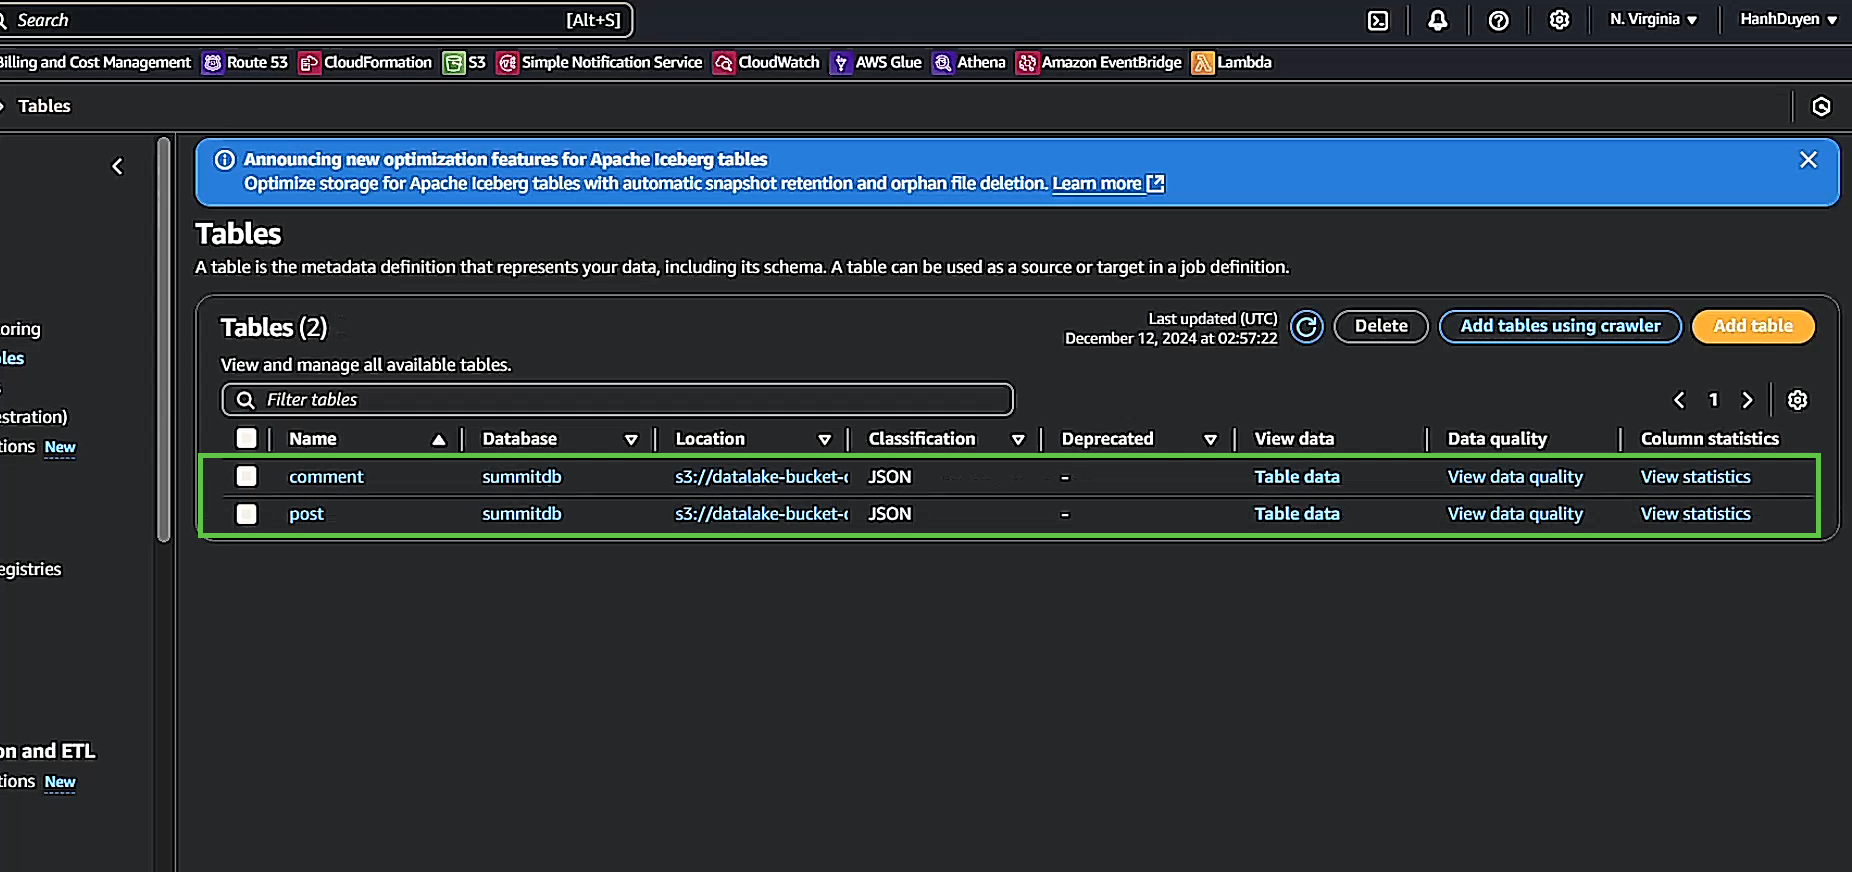 Search [Alt+S] N. Virginia HanhDuyen
Billing and Cost Management Route 53 CloudFormation S3 Simple Notification Service CloudWatch AWS Glue Athena Amazon EventBridge Lambda
Tables
Announcing new optimization features for Apache Iceberg tables
Optimize storage for Apache Iceberg tables with automatic snapshot retention and orphan file deletion. Learn more
Tables
A table is the metadata definition that represents your data, including its schema. A table can be used as a source or target in a job definition.
Tables (2)
Last updated (UTC)
December 12, 2024 at 02:57:22
Delete Add tables using crawler Add table
View and manage all available tables.
Filter tables
1
Name Database Location Classification Deprecated View data Data quality Column statistics
comment summitdb s3://datalake-bucket- JSON - Table data View data quality View statistics
post summitdb s3://datalake-bucket- JSON - Table data View data quality View statistics
oring
les
estration)
tions New
egistries
on and ETL
tions New